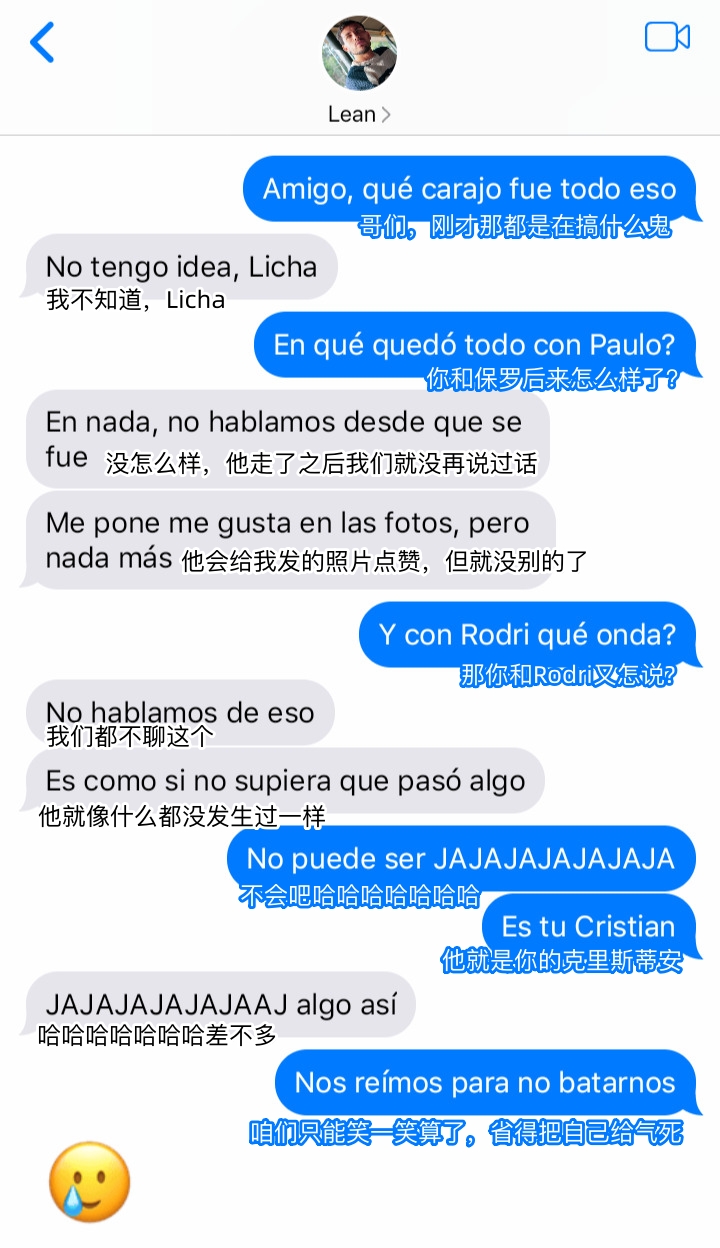 Lean
Amigo, qué carajo fue todo eso
哥们，刚才那都是在搞什么鬼
No tengo idea, Licha
我不知道，Licha
En qué quedó todo con Paulo?
你和保罗后来怎么样了?
En nada, no hablamos desde que se
fue 没怎么样，他走了之后我们就没再说过话
Me pone me gusta en las fotos, pero
nada más 他会给我发的照片点赞，但就没别的了
Y con Rodri qué onda?
那你和Rodri又怎说?
No hablamos de eso
我们都不聊这个
Es como si no supiera que pasó algo
他就像什么都没发生过一样
No puede ser JAJAJAJAJAJAJA
不会吧哈哈哈哈哈哈哈
Es tu Cristian
他就是你的克里斯蒂安
JAJAJAJAJAJAAJ algo así
哈哈哈哈哈哈哈差不多
Nos reímos para no batarnos
咱们只能笑一笑算了，省得把自己给气死